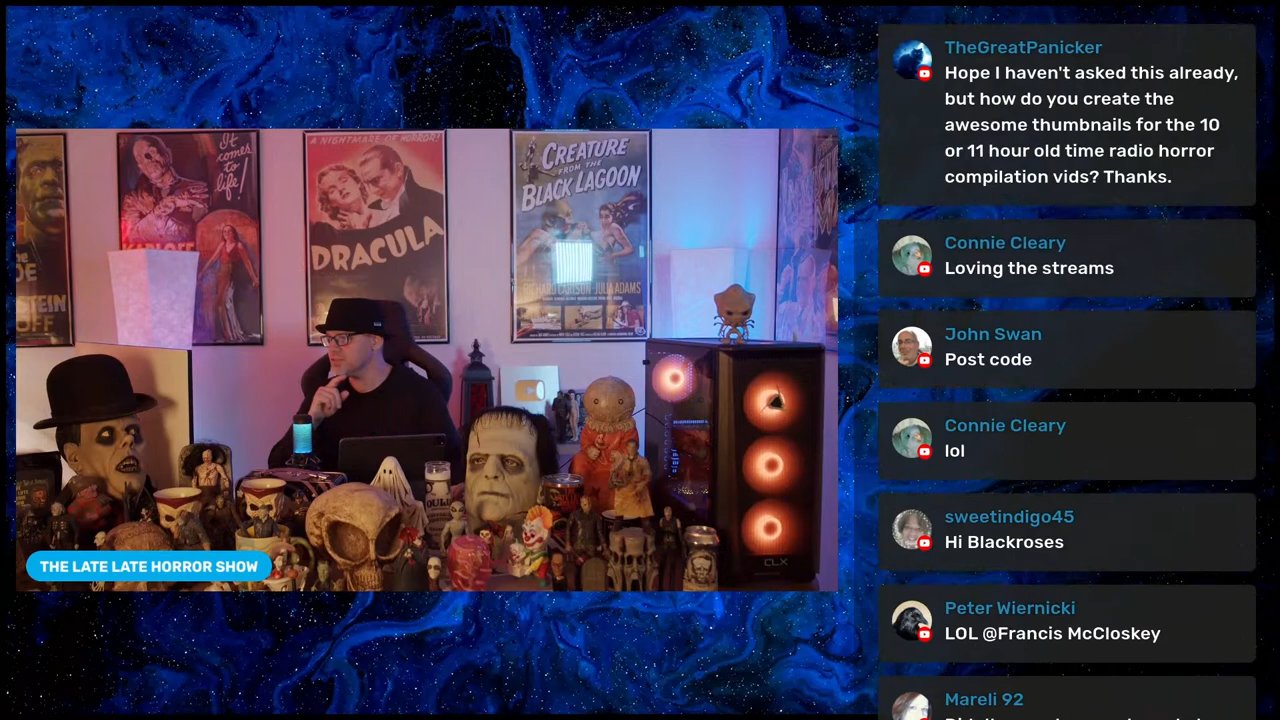 It
comes
to
life!
A NIGHTMARE OF HORROR!
DRACULA
CREATURE
FROM THE
BLACK LAGOON
RICHARD CARLSON · JULIA ADAMS
CLX
THE LATE LATE HORROR SHOW
TheGreatPanicker
Hope I haven't asked this already,
but how do you create the
awesome thumbnails for the 10
or 11 hour old time radio horror
compilation vids? Thanks.
Connie Cleary
Loving the streams
John Swan
Post code
Connie Cleary
lol
sweetindigo45
Hi Blackroses
Peter Wiernicki
LOL @Francis McCloskey
Mareli 92